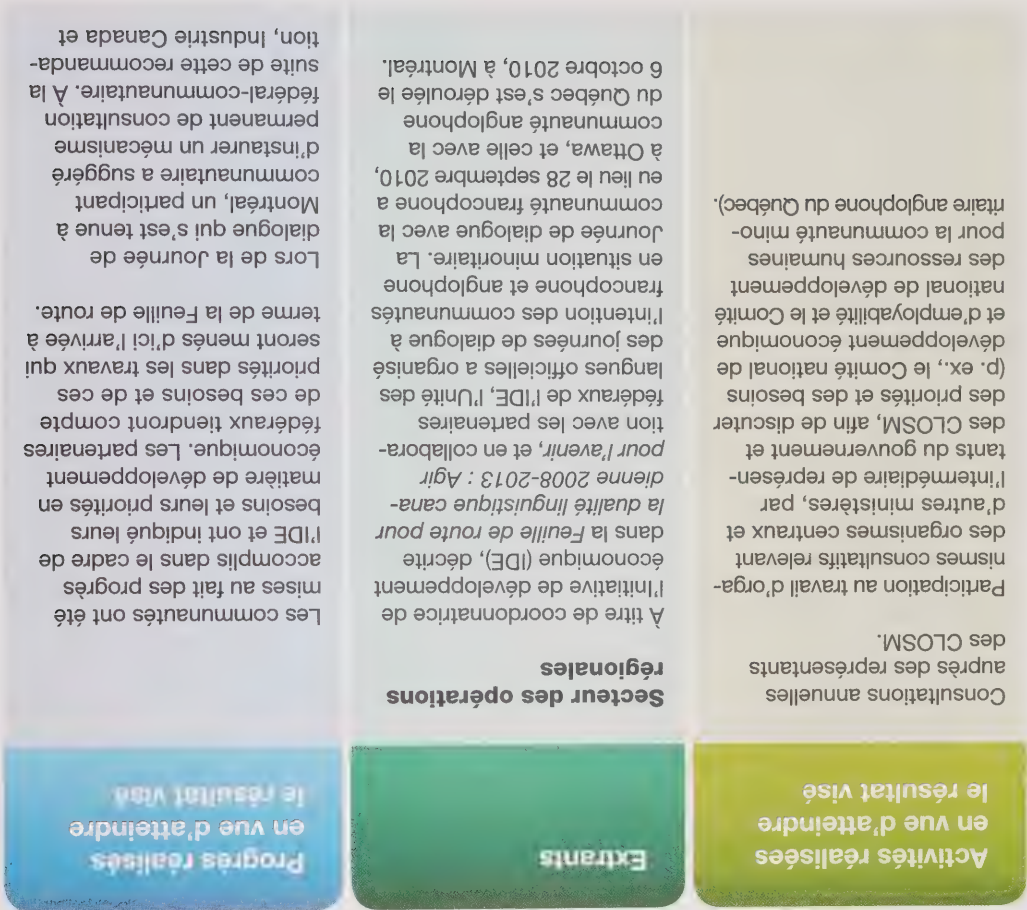 Activités réalisées
en vue d'atteindre
le résultat visé
Consultations annuelles
auprès des représentants
des CLOSM.
Participation au travail d'orga-
nismes consultatifs relevant
des organismes centraux et
d'autres ministères, par
l'intermédiaire de représen-
tants du gouvernement et
des CLOSM, afin de discuter
des priorités et des besoins
(p. ex., le Comité national de
développement économique
et d'employabilité et le Comité
national de développement
des ressources humaines
pour la communauté mino-
ritaire anglophone du Québec).
Extrants
Secteur des opérations
régionales
À titre de coordonnatrice de
l'Initiative de développement
économique (IDE), décrite
dans la Feuille de route pour
la dualité linguistique cana-
dienne 2008-2013 : Agir
pour l'avenir, et en collabora-
tion avec les partenaires
fédéraux de l'IDE, l'Unité des
langues officielles a organisé
des journées de dialogue à
l'intention des communautés
francophone et anglophone
en situation minoritaire. La
Journée de dialogue avec la
communauté francophone a
eu lieu le 28 septembre 2010,
à Ottawa, et celle avec la
communauté anglophone
du Québec s'est déroulée le
6 octobre 2010, à Montréal.
Progrès réalisés
en vue d'atteindre
le résultat visé
Les communautés ont été
mises au fait des progrès
accomplis dans le cadre de
l'IDE et ont indiqué leurs
besoins et leurs priorités en
matière de développement
économique. Les partenaires
fédéraux tiendront compte
de ces besoins et de ces
priorités dans les travaux qui
seront menés d'ici l'arrivée à
terme de la Feuille de route.
Lors de la Journée de
dialogue qui s'est tenue à
Montréal, un participant
communautaire a suggéré
d'instaurer un mécanisme
permanent de consultation
fédéral-communautaire. À la
suite de cette recommanda-
tion, Industrie Canada et